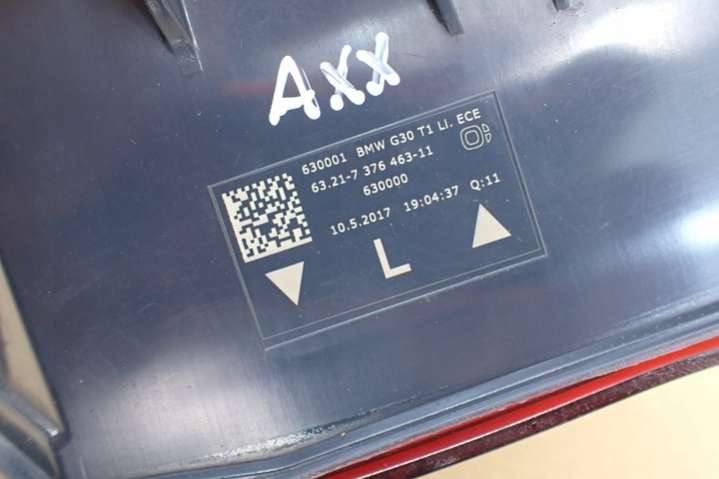 Axx
630001 BMW G30 T1 Li. ECE
63.21-7 376 463-11
630000
10.5.2017 19:04:37 Q:11
L